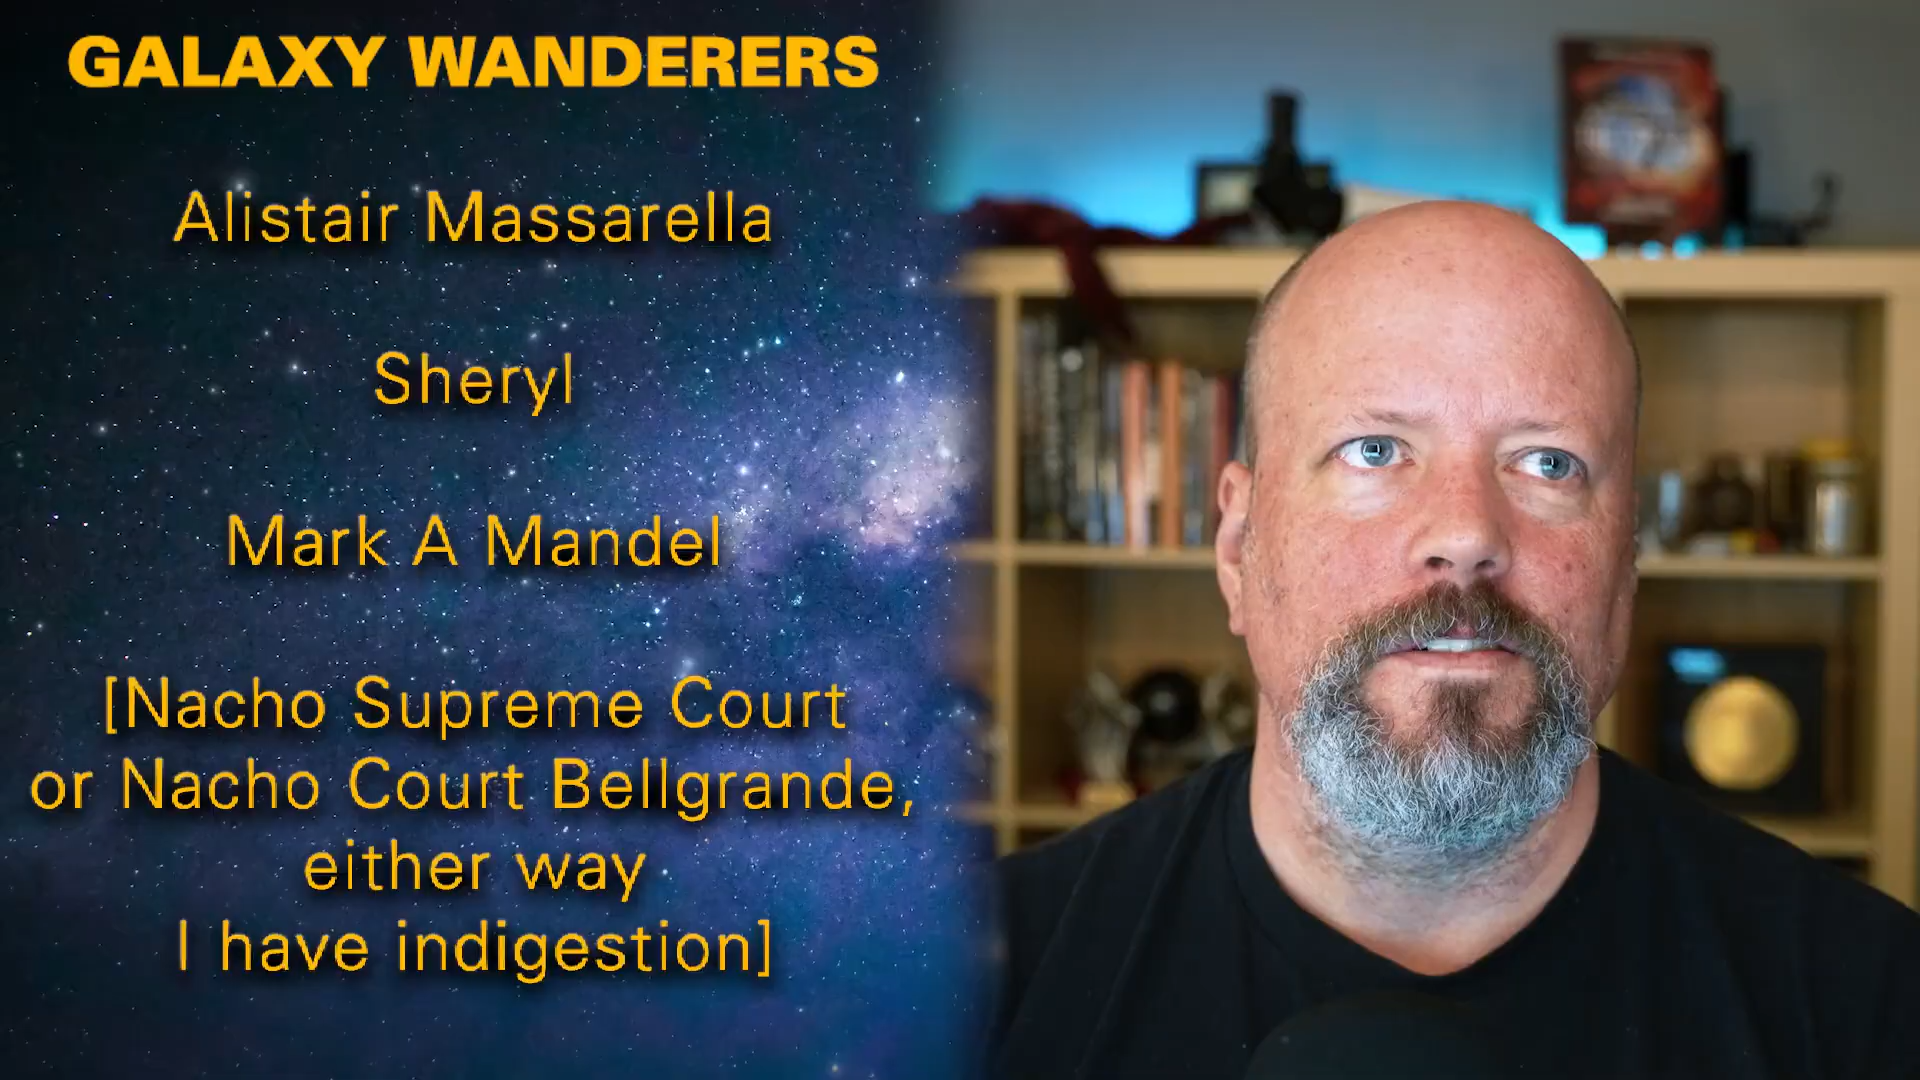 GALAXY WANDERERS
Alistair Massarella
Sheryl
Mark A Mandel
[Nacho Supreme Court
or Nacho Court Bellgrande,
either way
I have indigestion]